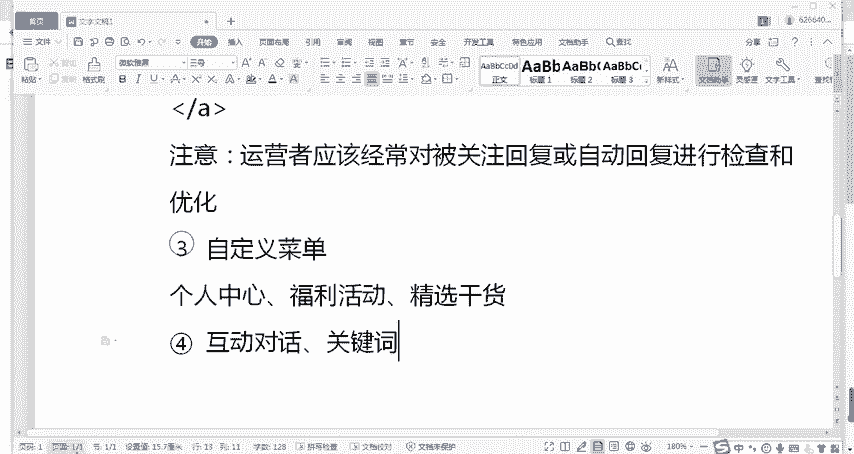 首页 文字文稿1 + 626640...
文件 开始 插入 页面布局 引用 审阅 视图 章节 安全 开发工具 特色应用 文档助手 查找 分享
粘贴 剪切 复制 格式刷 微软雅黑 三号 AaBbCcDd 正文 AaBb 标题 1 AaBb( 标题 2 AaBbC 标题 3 新样式 文档助手 灵感速 文字工具 查找
</a>
注意：运营者应该经常对被关注回复或自动回复进行检查和
优化
③ 自定义菜单
个人中心、福利活动、精选干货
④ 互动对话、关键词
页码: 1 页面: 1/1 节: 1/1 设置值: 15.7厘米 行: 13 列: 11 字数: 128 拼写检查 文档校对 文档未保护 180% 中